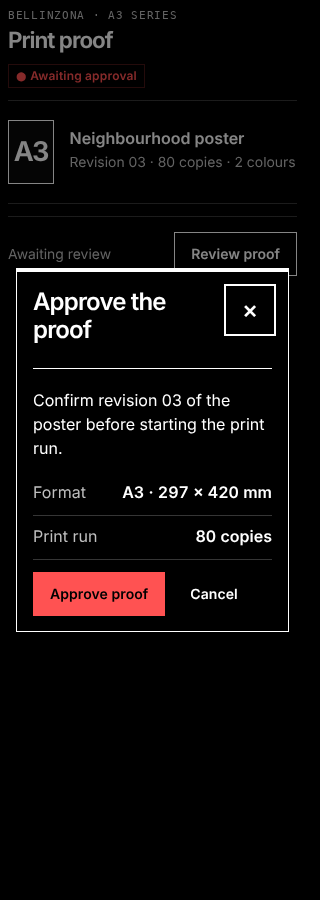 BELLINZONA · A3 SERIES
Print proof
Awaiting approval
A3
Neighbourhood poster
Revision 03 · 80 copies · 2 colours
Awaiting review
Review proof
Approve the
proof
×
Confirm revision 03 of the
poster before starting the print
run.
Format A3 · 297 × 420 mm
Print run 80 copies
Approve proof Cancel